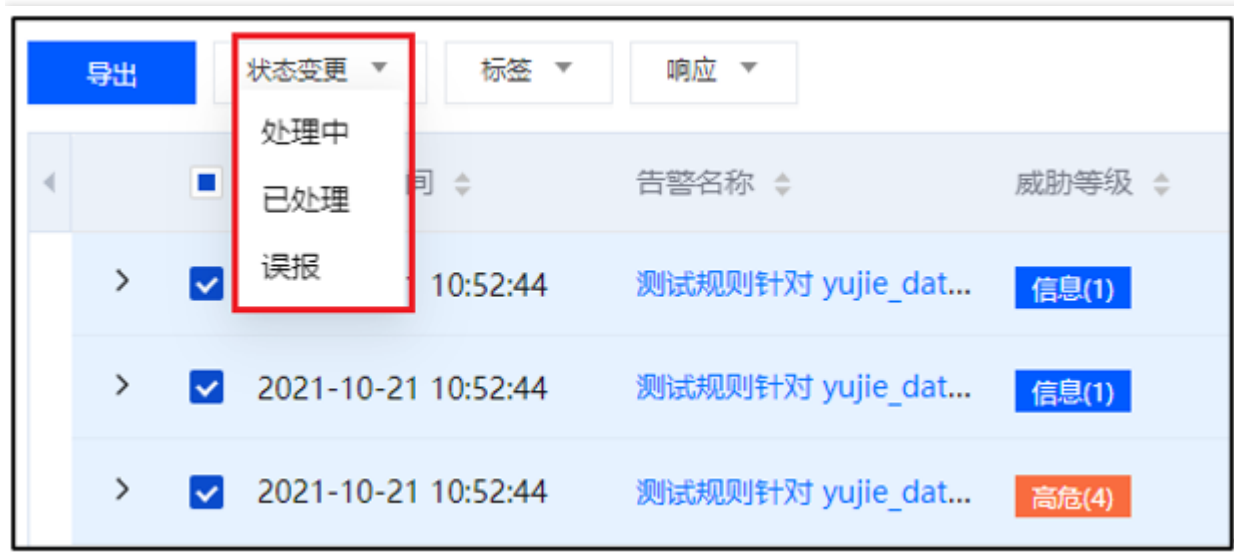 导出 状态变更 标签 响应
处理中
已处理
误报
间 告警名称 威胁等级
1 10:52:44 测试规则针对 yujie_dat... 信息(1)
2021-10-21 10:52:44 测试规则针对 yujie_dat... 信息(1)
2021-10-21 10:52:44 测试规则针对 yujie_dat... 高危(4)